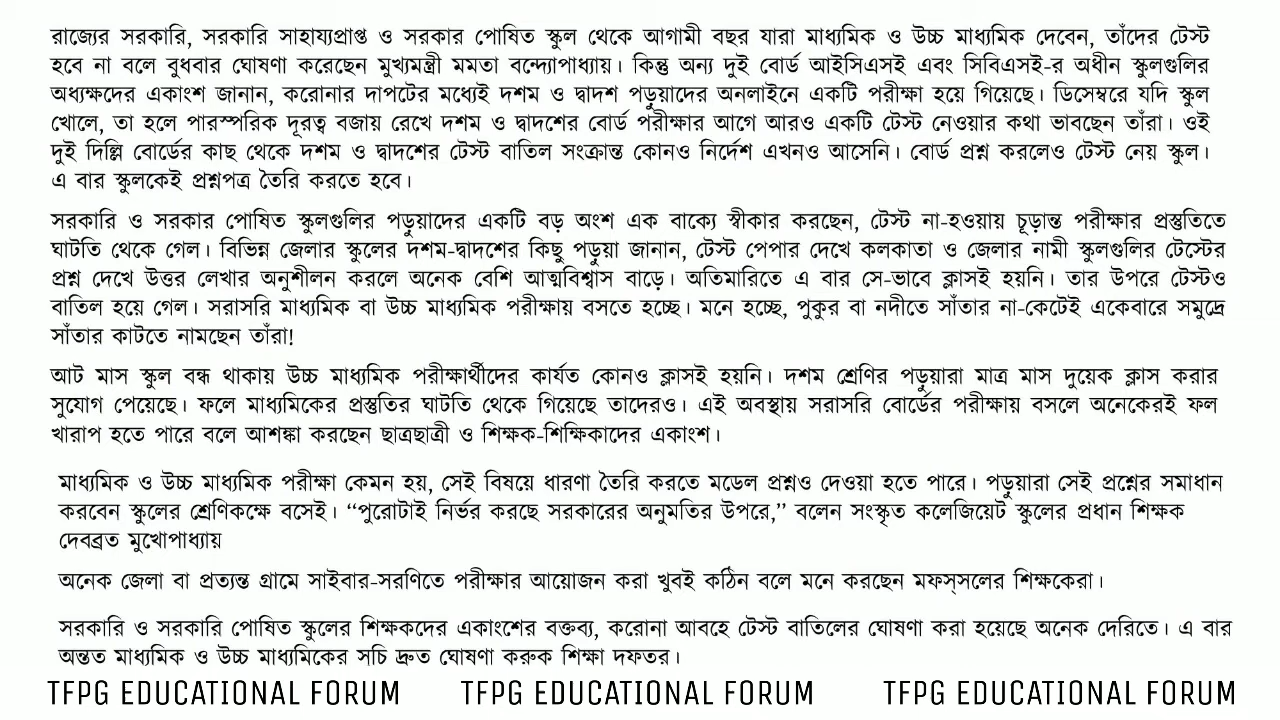 রাজ্যের সরকারি, সরকারি সাহায্যপ্রাপ্ত ও সরকার পোষিত স্কুল থেকে আগামী বছর যারা মাধ্যমিক ও উচ্চ মাধ্যমিক দেবেন, তাঁদের টেস্ট
হবে না বলে বুধবার ঘোষণা করেছেন মুখ্যমন্ত্রী মমতা বন্দ্যোপাধ্যায়। কিন্তু অন্য দুই বোর্ড আইসিএসই এবং সিবিএসই-র অধীন স্কুলগুলির
অধ্যক্ষদের একাংশ জানান, করোনার দাপটের মধ্যেই দশম ও দ্বাদশ পড়ুয়াদের অনলাইনে একটি পরীক্ষা হয়ে গিয়েছে। ডিসেম্বরে যদি স্কুল
খোলে, তা হলে পারস্পরিক দূরত্ব বজায় রেখে দশম ও দ্বাদশের বোর্ড পরীক্ষার আগে আরও একটি টেস্ট নেওয়ার কথা ভাবছেন তাঁরা। ওই
দুই দিল্লি বোর্ডের কাছ থেকে দশম ও দ্বাদশের টেস্ট বাতিল সংক্রান্ত কোনও নির্দেশ এখনও আসেনি। বোর্ড প্রশ্ন করলেও টেস্ট নেয় স্কুল।
এ বার স্কুলকেই প্রশ্নপত্র তৈরি করতে হবে।
সরকারি ও সরকার পোষিত স্কুলগুলির পড়ুয়াদের একটি বড় অংশ এক বাক্যে স্বীকার করছেন, টেস্ট না-হওয়ায় চূড়ান্ত পরীক্ষার প্রস্তুতিতে
ঘাটতি থেকে গেল। বিভিন্ন জেলার স্কুলের দশম-দ্বাদশের কিছু পড়ুয়া জানান, টেস্ট পেপার দেখে কলকাতা ও জেলার নামী স্কুলগুলির টেস্টের
প্রশ্ন দেখে উত্তর লেখার অনুশীলন করলে অনেক বেশি আত্মবিশ্বাস বাড়ে। অতিমারিতে এ বার সে-ভাবে ক্লাসই হয়নি। তার উপরে টেস্টও
বাতিল হয়ে গেল। সরাসরি মাধ্যমিক বা উচ্চ মাধ্যমিক পরীক্ষায় বসতে হচ্ছে। মনে হচ্ছে, পুকুর বা নদীতে সাঁতার না-কেটেই একেবারে সমুদ্রে
সাঁতার কাটতে নামছেন তাঁরা!
আট মাস স্কুল বন্ধ থাকায় উচ্চ মাধ্যমিক পরীক্ষার্থীদের কার্যত কোনও ক্লাসই হয়নি। দশম শ্রেণির পড়ুয়ারা মাত্র মাস দুয়েক ক্লাস করার
সুযোগ পেয়েছে। ফলে মাধ্যমিকের প্রস্তুতির ঘাটতি থেকে গিয়েছে তাদেরও। এই অবস্থায় সরাসরি বোর্ডের পরীক্ষায় বসলে অনেকেরই ফল
খারাপ হতে পারে বলে আশঙ্কা করছেন ছাত্রছাত্রী ও শিক্ষক-শিক্ষিকাদের একাংশ।
মাধ্যমিক ও উচ্চ মাধ্যমিক পরীক্ষা কেমন হয়, সেই বিষয়ে ধারণা তৈরি করতে মডেল প্রশ্নও দেওয়া হতে পারে। পড়ুয়ারা সেই প্রশ্নের সমাধান
করবেন স্কুলের শ্রেণিকক্ষে বসেই। ‘‘পুরোটাই নির্ভর করছে সরকারের অনুমতির উপরে,’’ বলেন সংস্কৃত কলেজিয়েট স্কুলের প্রধান শিক্ষক
দেবব্রত মুখোপাধ্যায়
অনেক জেলা বা প্রত্যন্ত গ্রামে সাইবার-সরণিতে পরীক্ষার আয়োজন করা খুবই কঠিন বলে মনে করছেন মফস্‌সলের শিক্ষকেরা।
সরকারি ও সরকারি পোষিত স্কুলের শিক্ষকদের একাংশের বক্তব্য, করোনা আবহে টেস্ট বাতিলের ঘোষণা করা হয়েছে অনেক দেরিতে। এ বার
অন্তত মাধ্যমিক ও উচ্চ মাধ্যমিকের সচি দ্রুত ঘোষণা করুক শিক্ষা দফতর।
TFPG EDUCATIONAL FORUM TFPG EDUCATIONAL FORUM TFPG EDUCATIONAL FORUM